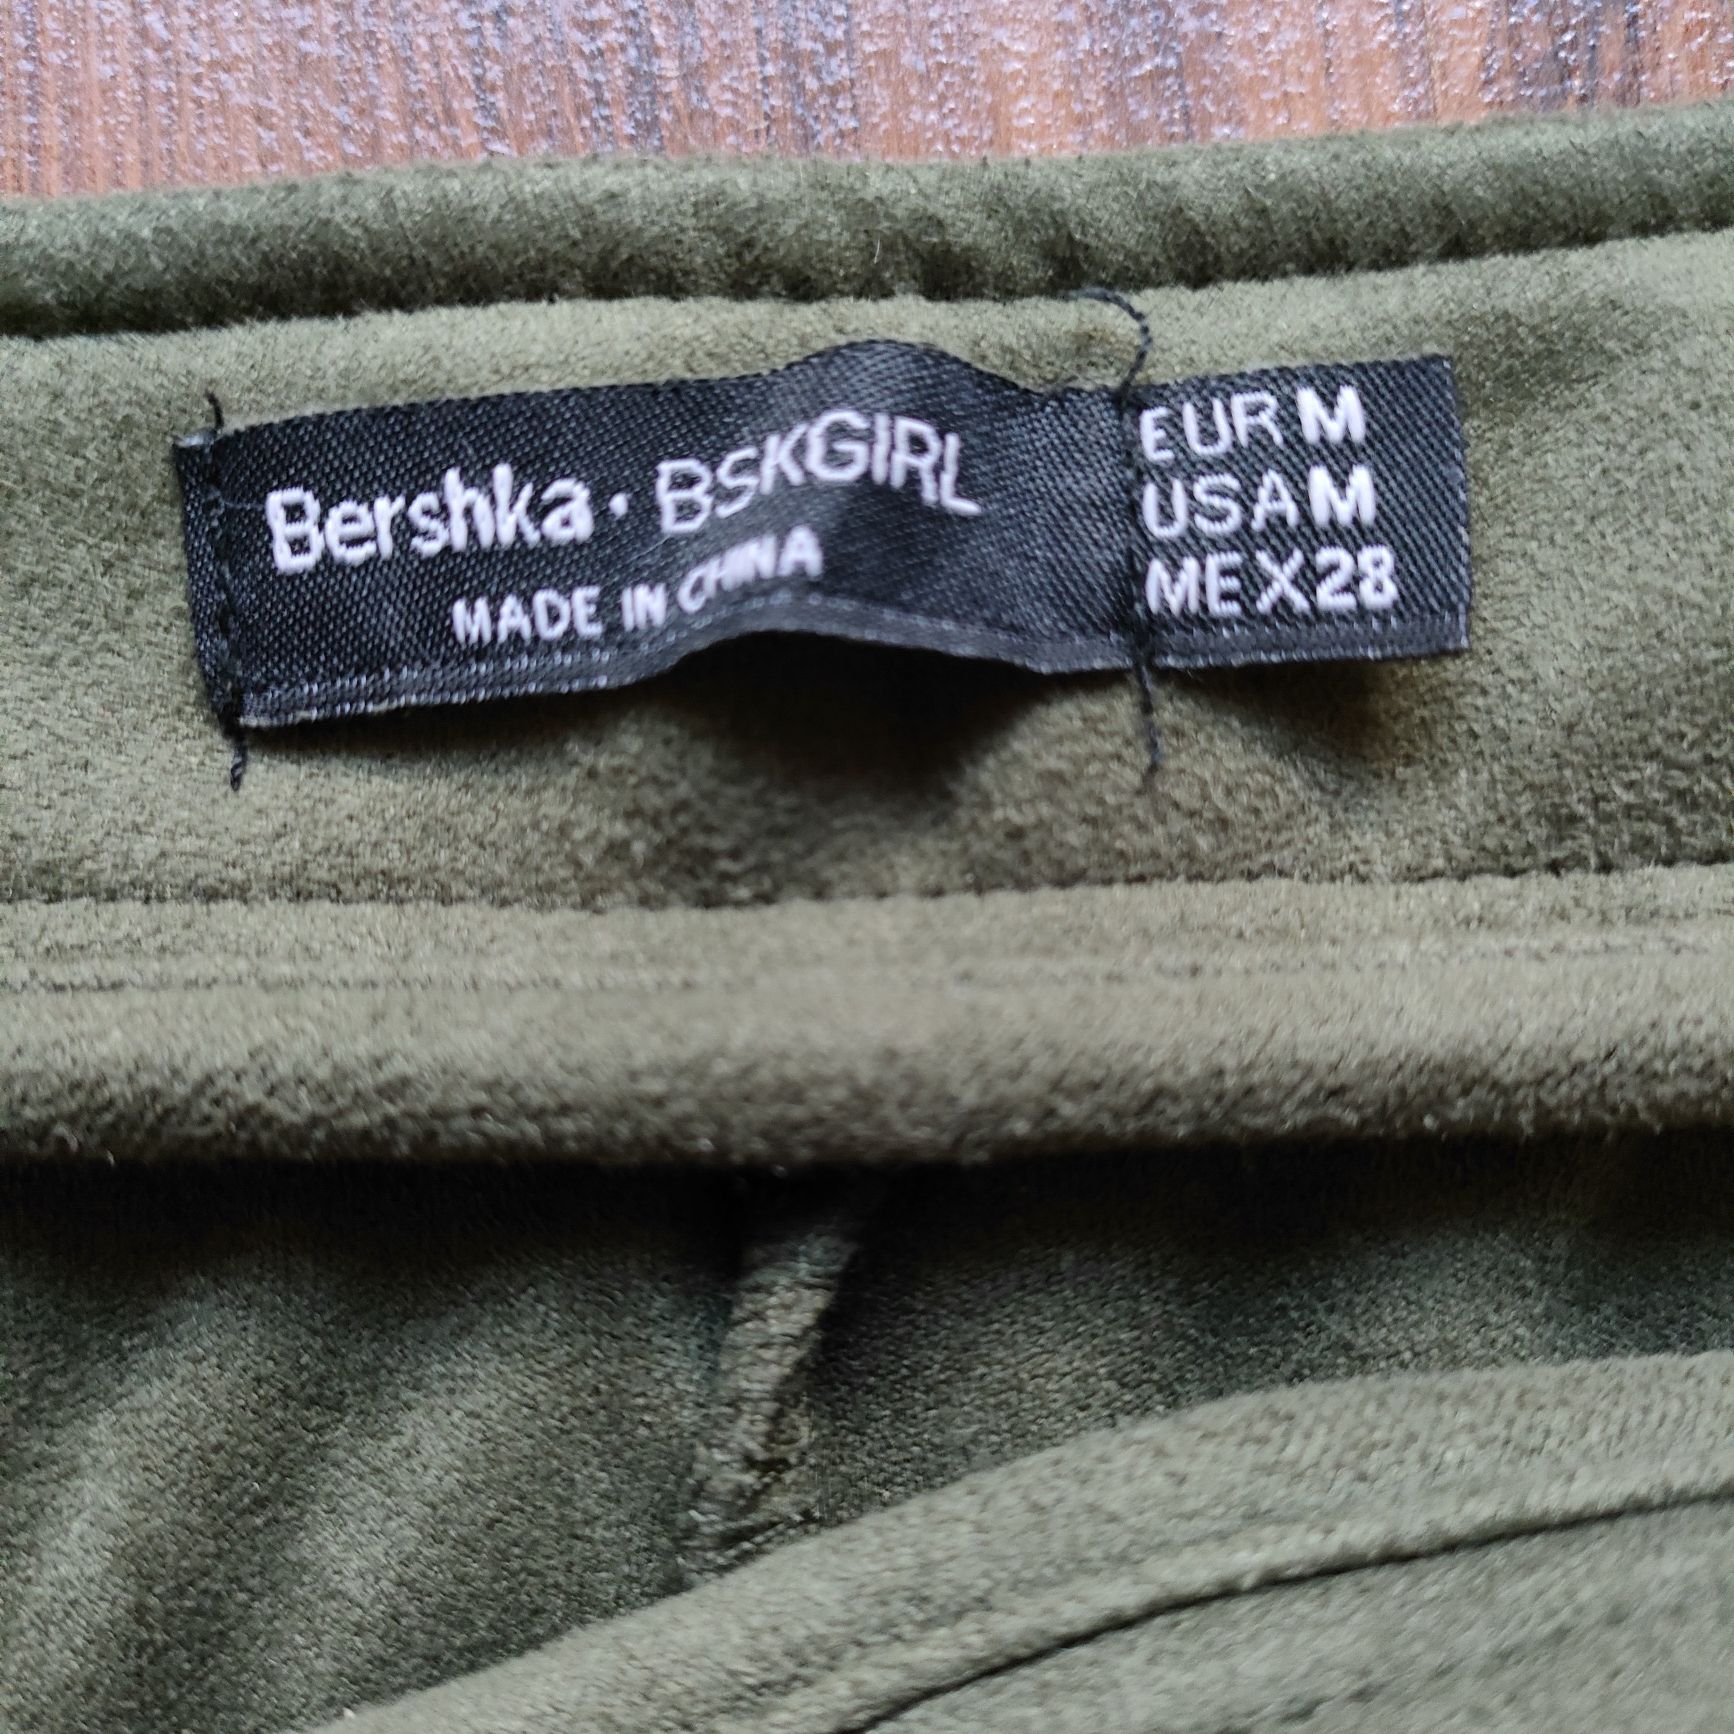 Bershka · BSKGIRL
MADE IN CHINA
EUR M
USA M
MEX 28